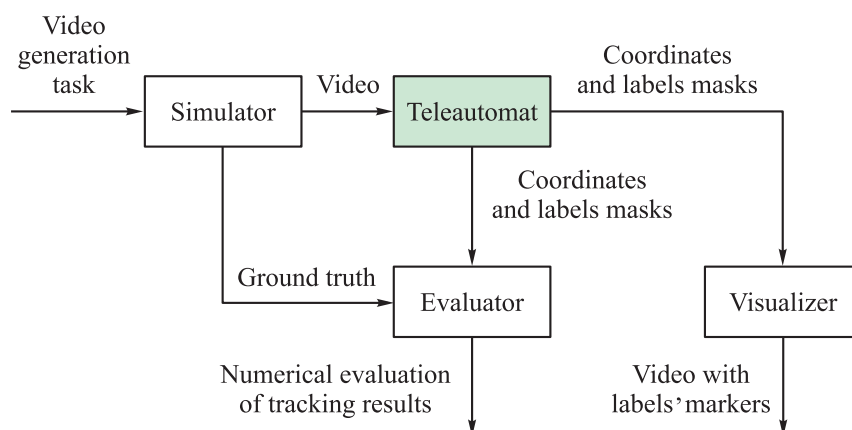 Video
generation
task
Simulator
Video
Teleautomat
Coordinates
and labels masks
Coordinates
and labels masks
Ground truth
Evaluator
Visualizer
Numerical evaluation
of tracking results
Video with
labels’ markers